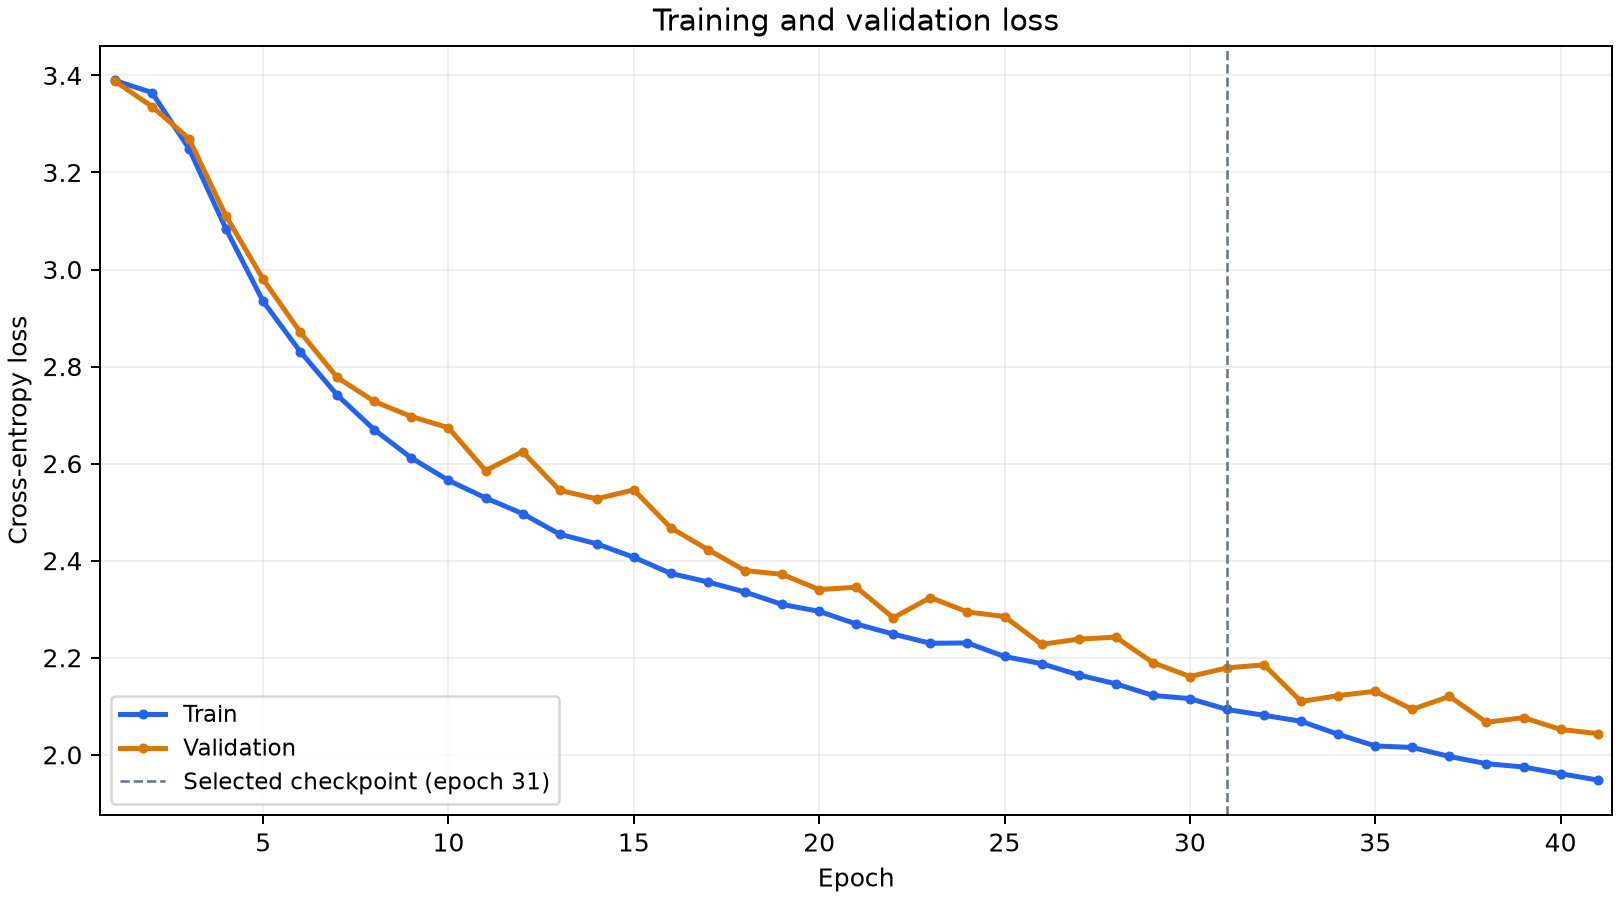 Training and validation loss
Cross-entropy loss
3.4
3.2
3.0
2.8
2.6
2.4
2.2
2.0
Train
Validation
Selected checkpoint (epoch 31)
5 10 15 20 25 30 35 40
Epoch